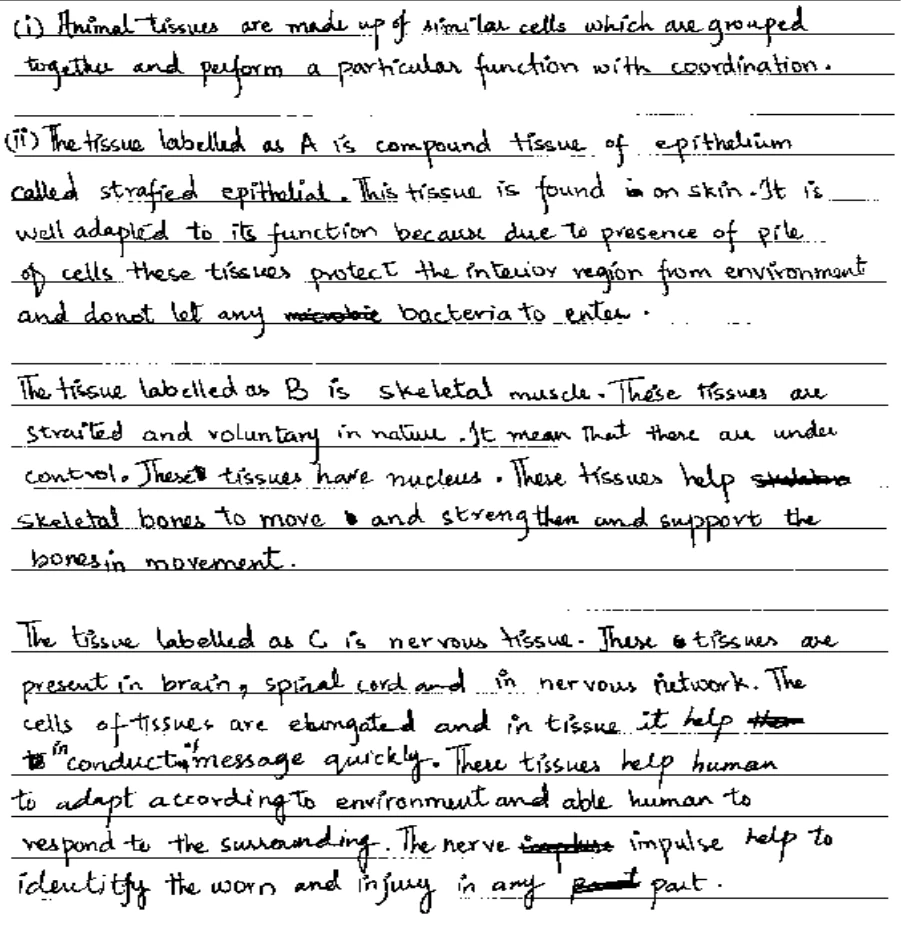 (i) Animal tissues are made up of similar cells which are grouped
together and perform a particular function with coordination.
(ii) The tissue labelled as A is compound tissue of epithelium
called strafied epithelial. This tissue is found on skin. It is
well adapted to its function because due to presence of pile
of cells these tissues protect the interior region from environment
and donot let any bacteria to enter.
The tissue labelled as B is skeletal muscle. These tissues are
straited and voluntary in nature. It mean that there are under
control. These tissues have nucleus. These tissues help
skeletal bones to move and strengthen and support the
bones in movement.
The tissue labelled as C is nervous tissue. These tissues are
present in brain, spinal cord and in nervous network. The
cells of tissues are elongated and in tissue it help
in conduct of message quickly. These tissues help human
to adapt according to environment and able human to
respond to the surrounding. The nerve impulse help to
identitfy the worn and injury in any part.